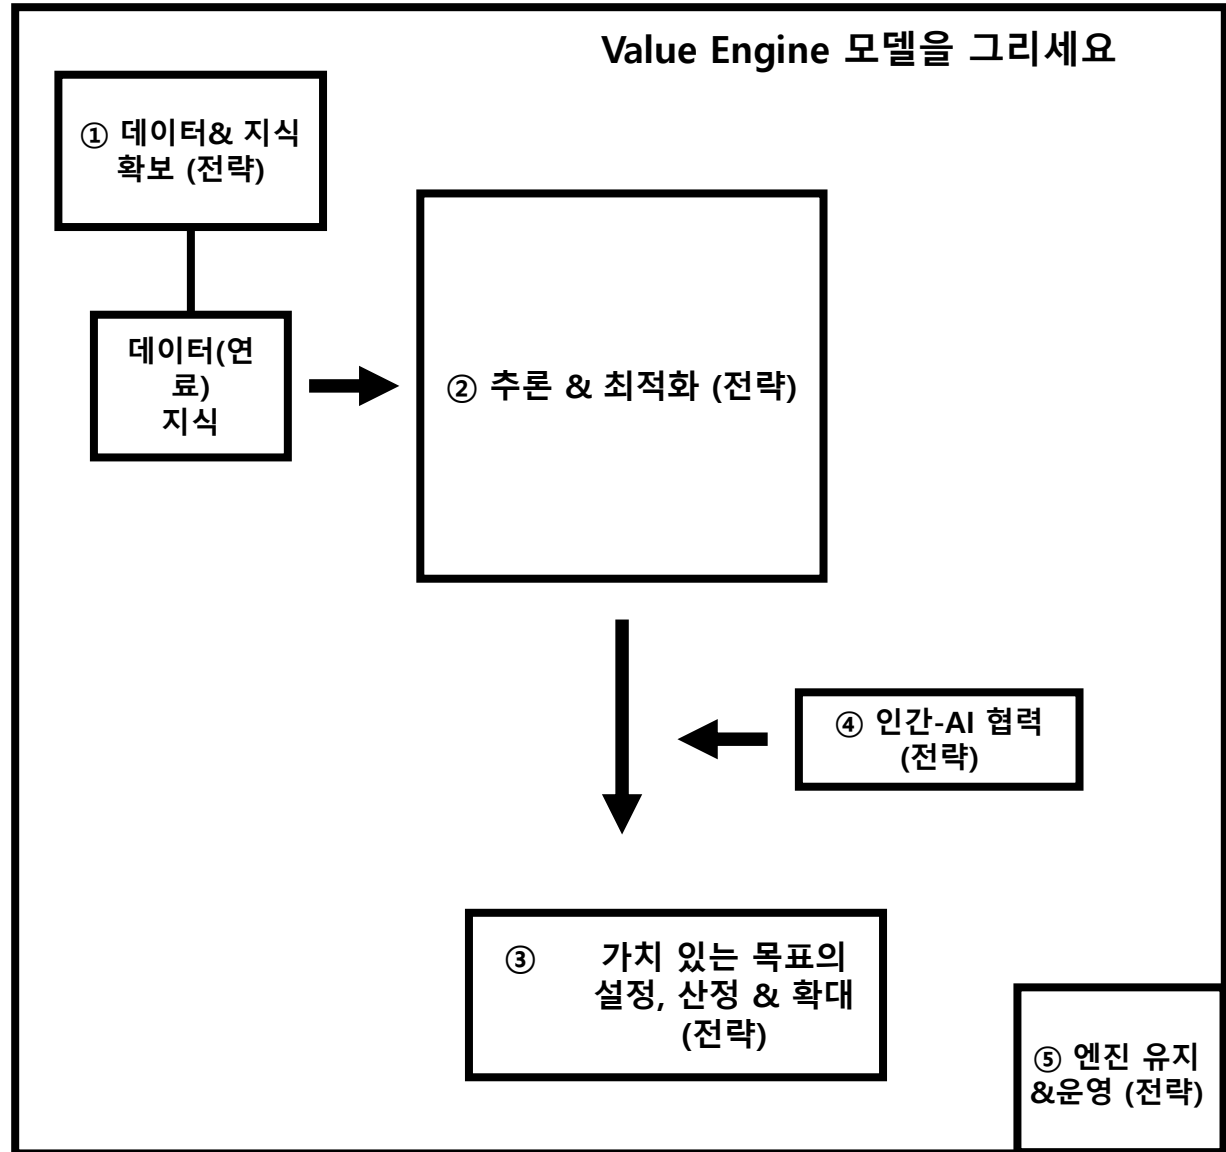 Value Engine 모델을 그리세요
① 데이터& 지식
확보 (전략)
데이터(연
료)
지식
② 추론 & 최적화 (전략)
④ 인간-AI 협력
(전략)
③ 가치 있는 목표의
설정, 산정 & 확대
(전략)
⑤ 엔진 유지
&운영 (전략)